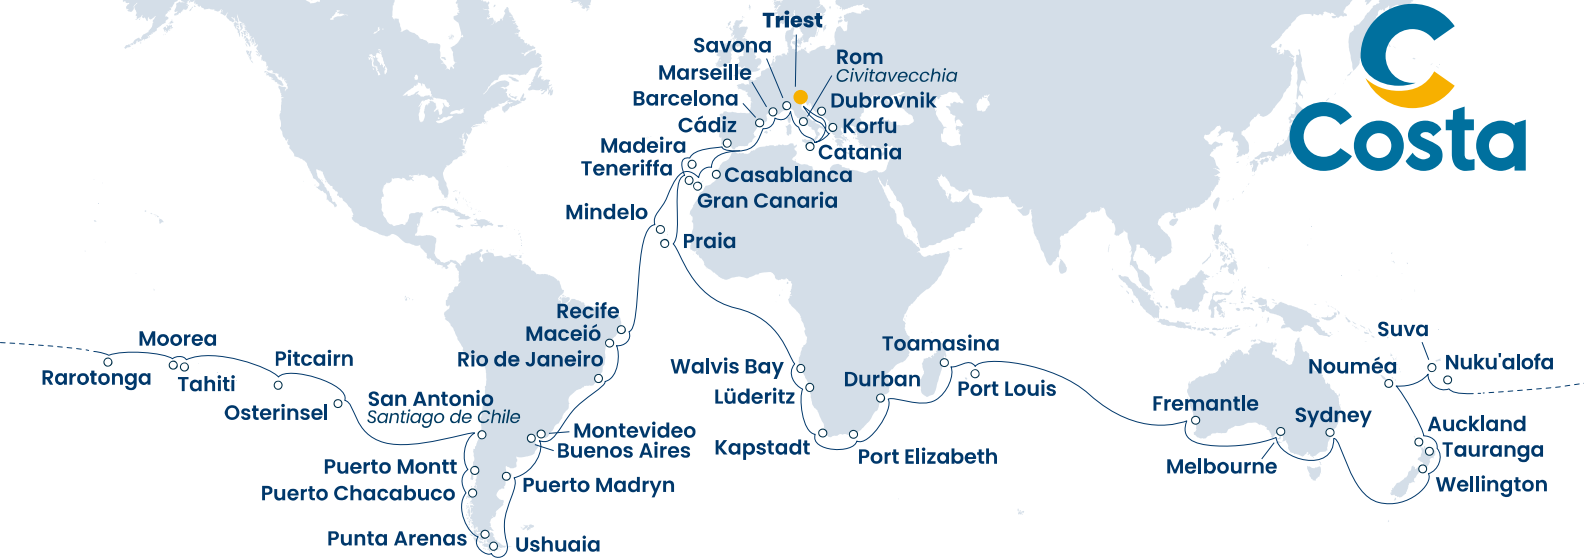 Triest
Savona
Rom
Civitavecchia
Marseille
Barcelona
Dubrovnik
Cádiz
Korfu
Madeira
Catania
Teneriffa
Casablanca
Gran Canaria
Mindelo
Praia
Costa
Recife
Maceió
Rio de Janeiro
Moorea
Pitcairn
Rarotonga
Tahiti
Osterinsel
San Antonio
Santiago de Chile
Montevideo
Buenos Aires
Puerto Montt
Puerto Chacabuco
Puerto Madryn
Punta Arenas
Ushuaia
Walvis Bay
Lüderitz
Kapstadt
Port Elizabeth
Durban
Toamasina
Port Louis
Fremantle
Melbourne
Sydney
Suva
Nouméa
Nuku'alofa
Auckland
Tauranga
Wellington